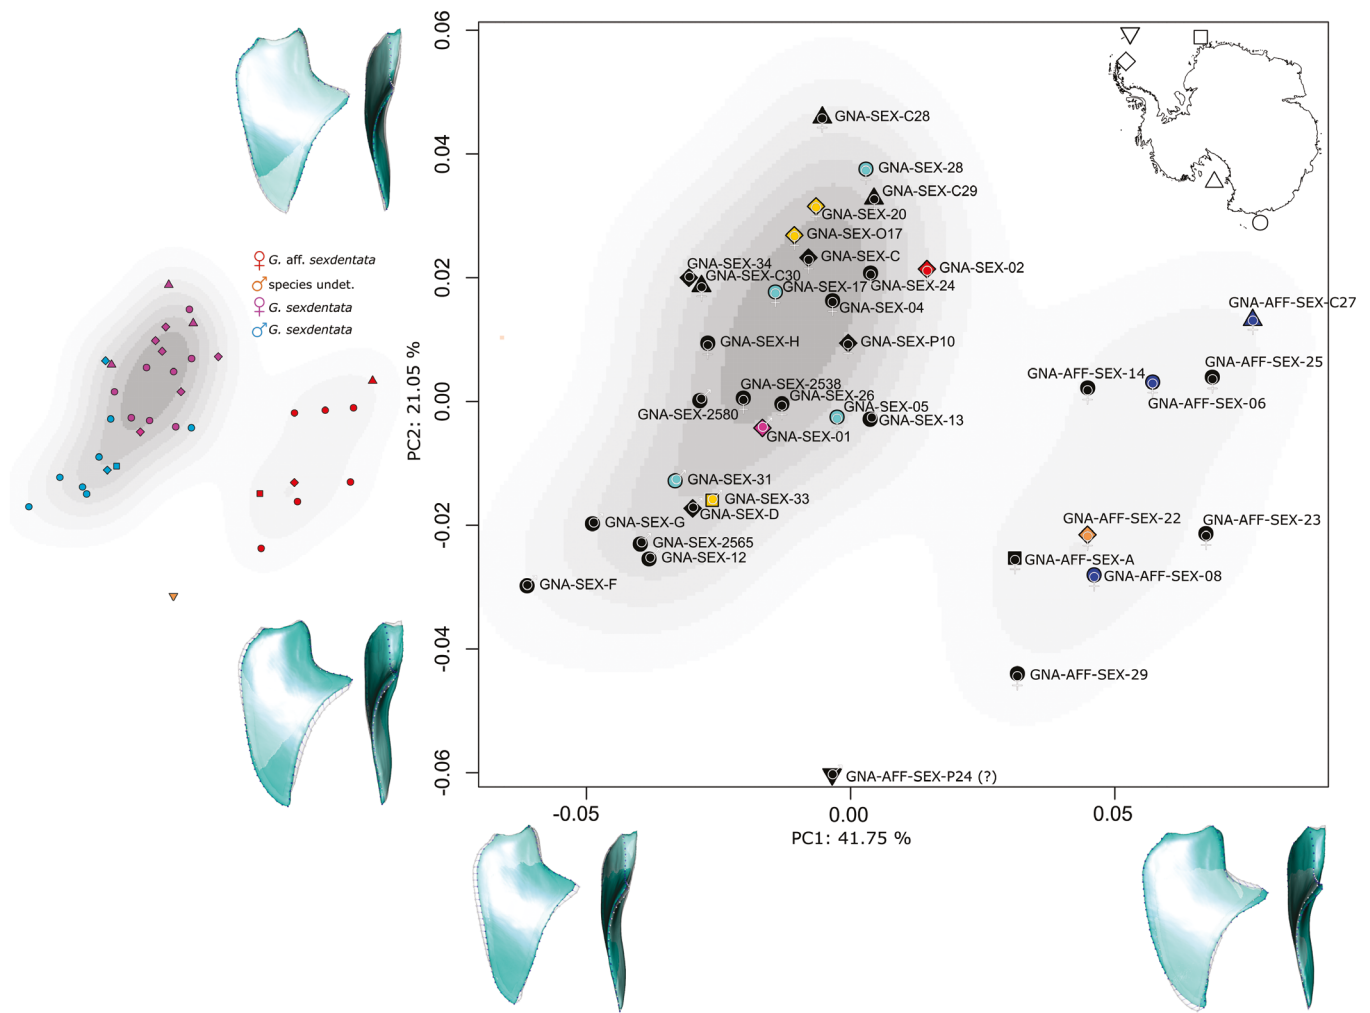 ♀ G. aff. sexdentata
♂ species undet.
♀ G. sexdentata
♂ G. sexdentata
PC2: 21.05 %
0.06
0.04
0.02
0.00
-0.02
-0.04
-0.06
GNA-SEX-C28
GNA-SEX-28
GNA-SEX-C29
GNA-SEX-20
GNA-SEX-O17
GNA-SEX-C
GNA-SEX-34
GNA-SEX-C30
GNA-SEX-02
GNA-SEX-17
GNA-SEX-24
GNA-SEX-04
GNA-AFF-SEX-C27
GNA-SEX-H
GNA-SEX-P10
GNA-AFF-SEX-25
GNA-AFF-SEX-14
GNA-SEX-2538
GNA-SEX-26
GNA-AFF-SEX-06
GNA-SEX-05
GNA-SEX-2580
GNA-SEX-13
GNA-SEX-01
GNA-SEX-31
GNA-SEX-33
GNA-SEX-D
GNA-SEX-G
GNA-AFF-SEX-22
GNA-AFF-SEX-23
GNA-SEX-2565
GNA-SEX-12
GNA-AFF-SEX-A
GNA-AFF-SEX-08
GNA-SEX-F
GNA-AFF-SEX-29
GNA-AFF-SEX-P24 (?)
-0.05
0.00
0.05
PC1: 41.75 %